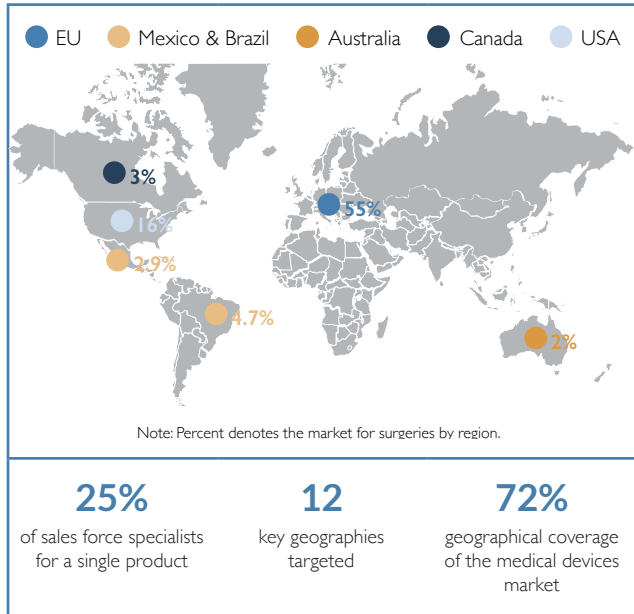 EU Mexico & Brazil Australia Canada USA
3%
55%
16%
2.9%
4.7%
2%
Note: Percent denotes the market for surgeries by region.
25%
of sales force specialists
for a single product
12
key geographies
targeted
72%
geographical coverage
of the medical devices
market